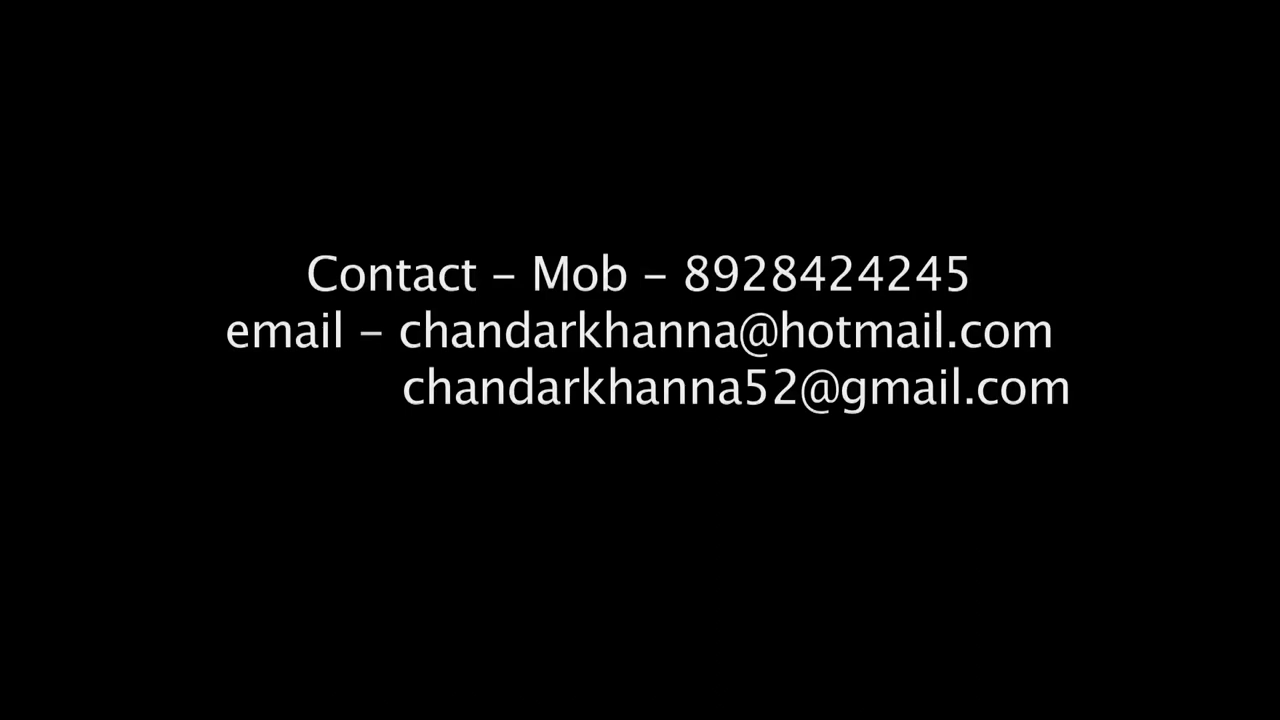 Contact – Mob – 8928424245
email – chandarkhanna@hotmail.com
chandarkhanna52@gmail.com